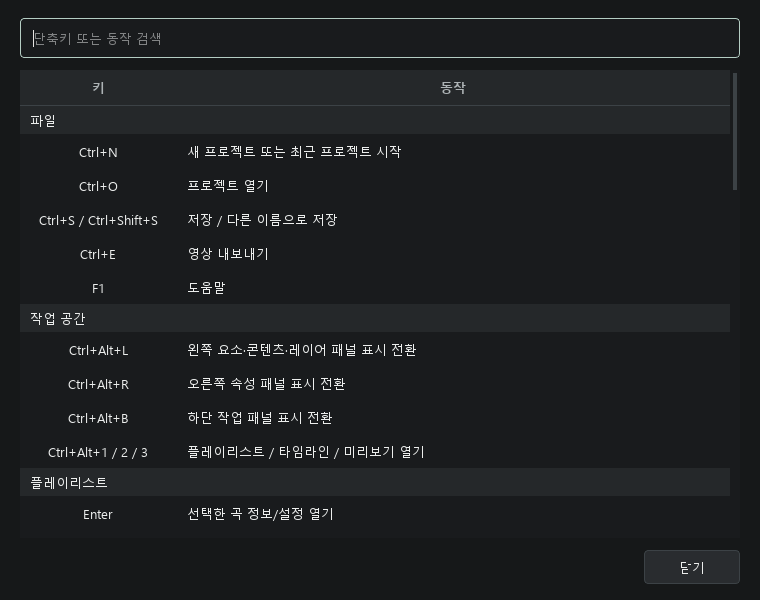 단축키 또는 동작 검색
키 동작
파일
Ctrl+N 새 프로젝트 또는 최근 프로젝트 시작
Ctrl+O 프로젝트 열기
Ctrl+S / Ctrl+Shift+S 저장 / 다른 이름으로 저장
Ctrl+E 영상 내보내기
F1 도움말
작업 공간
Ctrl+Alt+L 왼쪽 요소·콘텐츠·레이어 패널 표시 전환
Ctrl+Alt+R 오른쪽 속성 패널 표시 전환
Ctrl+Alt+B 하단 작업 패널 표시 전환
Ctrl+Alt+1 / 2 / 3 플레이리스트 / 타임라인 / 미리보기 열기
플레이리스트
Enter 선택한 곡 정보/설정 열기
닫기